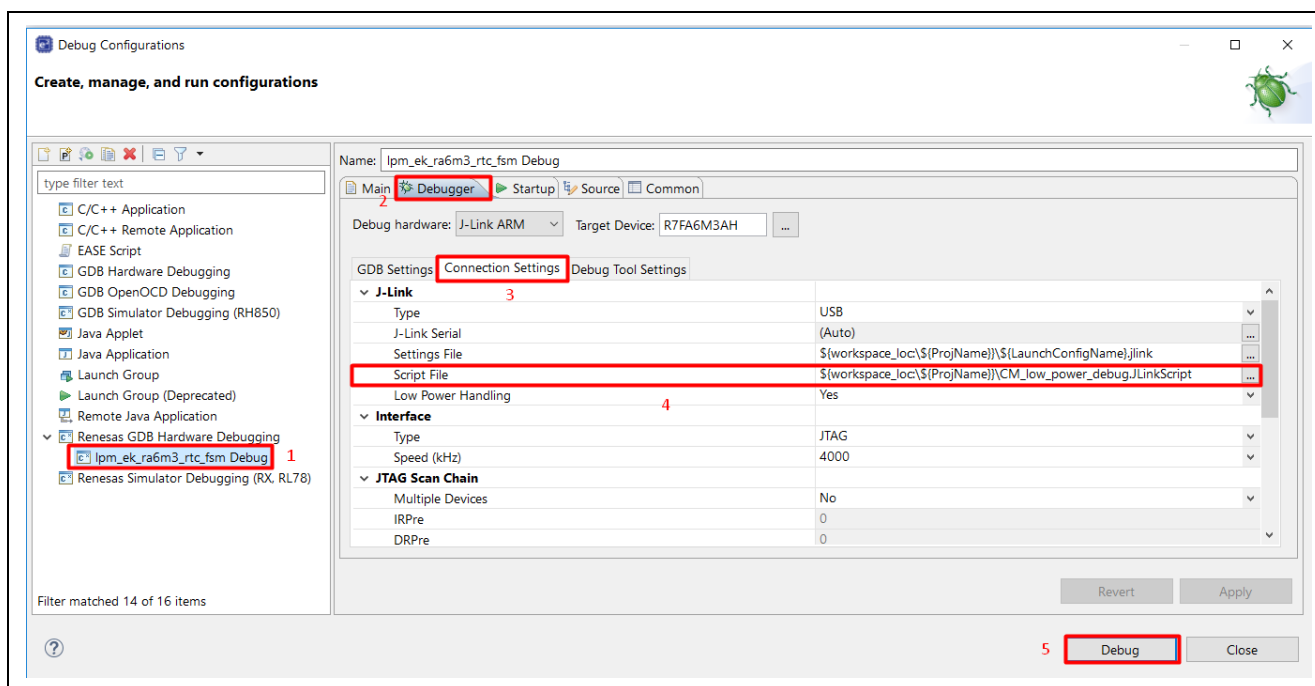 Debug Configurations
Create, manage, and run configurations
type filter text
C/C++ Application
C/C++ Remote Application
EASE Script
GDB Hardware Debugging
GDB OpenOCD Debugging
GDB Simulator Debugging (RH850)
Java Applet
Java Application
Launch Group
Launch Group (Deprecated)
Remote Java Application
Renesas GDB Hardware Debugging
lpm_ek_ra6m3_rtc_fsm Debug 1
Renesas Simulator Debugging (RX, RL78)
Filter matched 14 of 16 items
Name: lpm_ek_ra6m3_rtc_fsm Debug
Main Debugger Startup Source Common
2
Debug hardware: J-Link ARM Target Device: R7FA6M3AH ...
GDB Settings Connection Settings Debug Tool Settings
3
J-Link
Type USB
J-Link Serial (Auto) ...
Settings File ${workspace_loc:\${ProjName}}\${LaunchConfigName}.jlink ...
Script File ${workspace_loc:\${ProjName}}\CM_low_power_debug.JLinkScript ...
Low Power Handling Yes
4
Interface
Type JTAG
Speed (kHz) 4000
JTAG Scan Chain
Multiple Devices No
IRPre 0
DRPre 0
Revert Apply
? 5 Debug Close